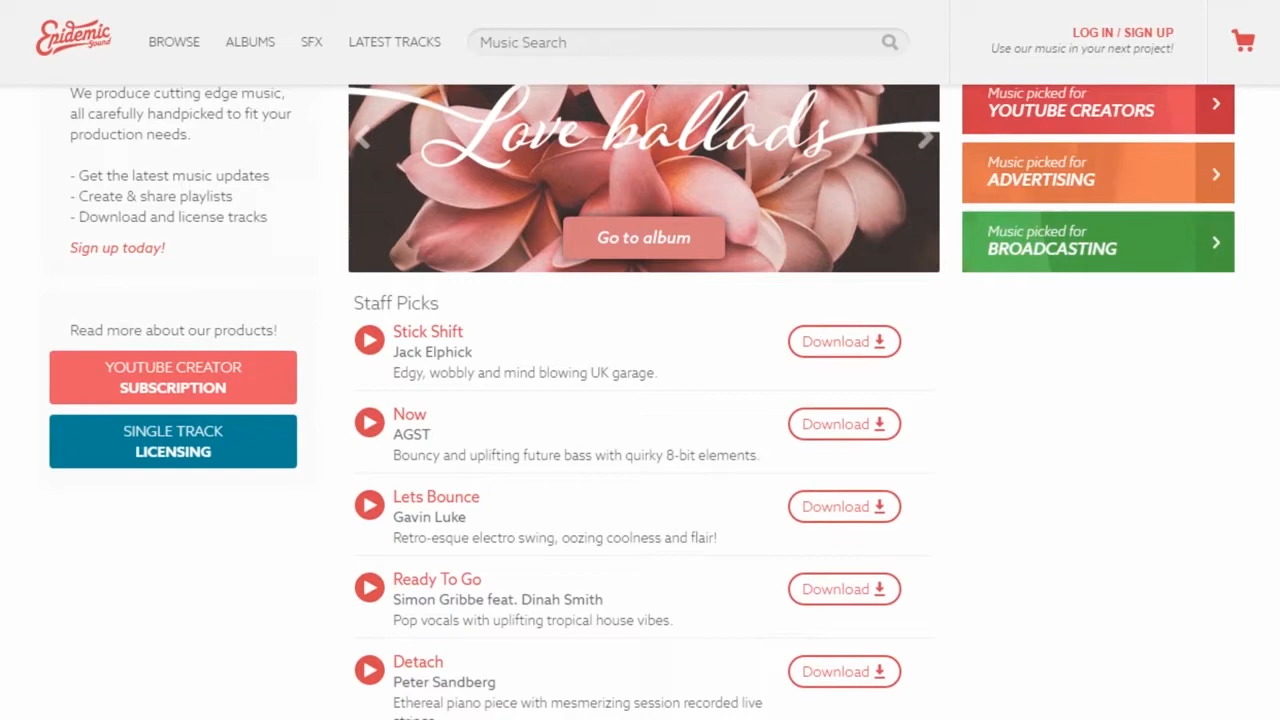 Epidemic
Sound
BROWSE
ALBUMS
SFX
LATEST TRACKS
Music Search
LOG IN / SIGN UP
Use our music in your next project!
We produce cutting edge music,
all carefully handpicked to fit your
production needs.
- Get the latest music updates
- Create & share playlists
- Download and license tracks
Sign up today!
Read more about our products!
YOUTUBE CREATOR
SUBSCRIPTION
SINGLE TRACK
LICENSING
Love ballads
Go to album
Staff Picks
Stick Shift
Jack Elphick
Edgy, wobbly and mind blowing UK garage.
Download
Now
AGST
Bouncy and uplifting future bass with quirky 8-bit elements.
Download
Lets Bounce
Gavin Luke
Retro-esque electro swing, oozing coolness and flair!
Download
Ready To Go
Simon Gribbe feat. Dinah Smith
Pop vocals with uplifting tropical house vibes.
Download
Detach
Peter Sandberg
Ethereal piano piece with mesmerizing session recorded live
Download
Music picked for
YOUTUBE CREATORS
Music picked for
ADVERTISING
Music picked for
BROADCASTING